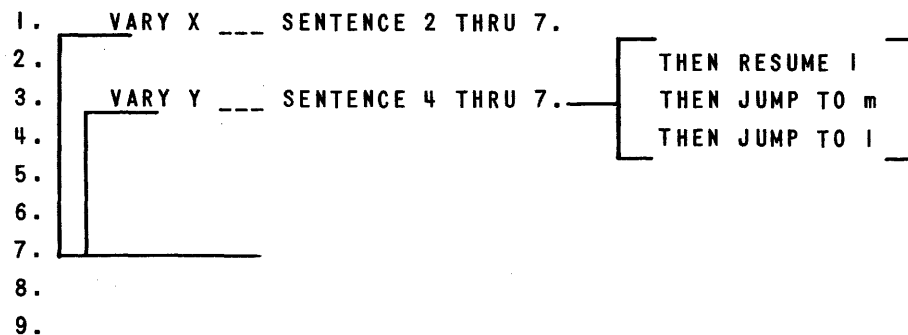 1. VARY X ___ SENTENCE 2 THRU 7.
2. THEN RESUME I
3. VARY Y ___ SENTENCE 4 THRU 7. THEN JUMP TO m
4. THEN JUMP TO I
5.
6.
7.
8.
9.